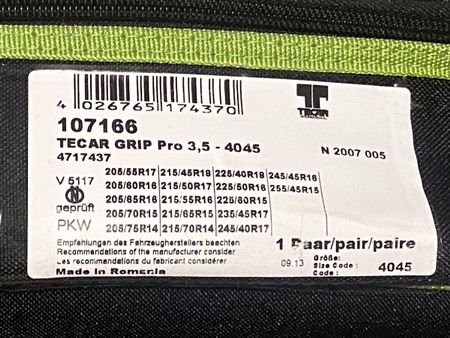 4 026765 174370
TECAR
107166
TECAR GRIP Pro 3,5 - 4045
N 2007 005
4717437
V 5117
geprüft
PKW
205/55R17 215/45R18 225/40R18 245/45R16
205/60R16 215/50R17 225/50R16 255/45R15
205/65R16 215/55R16 225/60R15
205/70R15 215/65R15 235/45R17
205/75R14 215/70R14 245/40R17
Empfehlungen des Fahrzeugherstellers beachten
Recommendations of the manufacturer consider
Les recommendations du fabricant considérer
Made in Romania
1 Paar/pair/paire
09.13
Größe:
Size Code : 4045
Code :